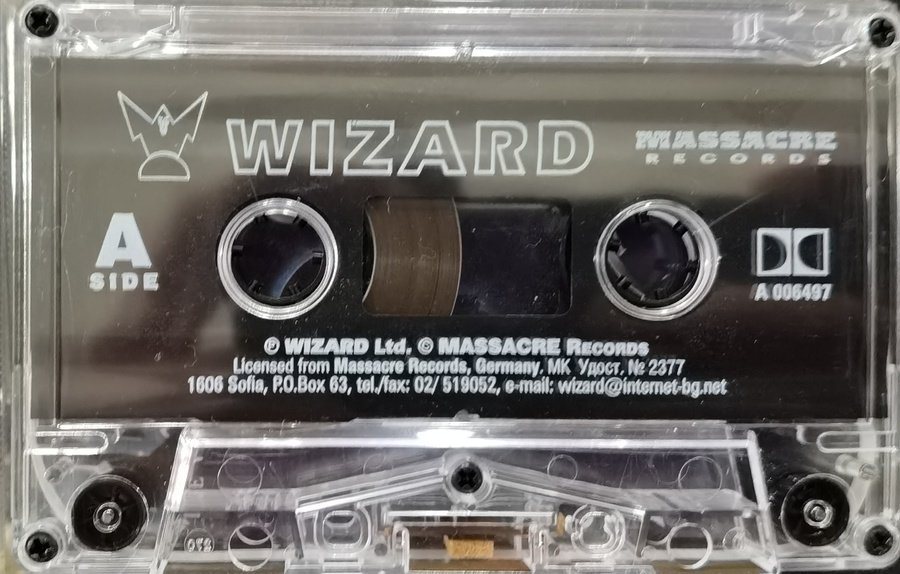 WIZARD
MASSACRE
RECORDS
A
SIDE
A 006497
℗ WIZARD Ltd. © MASSACRE RECORDS
Licensed from Massacre Records, Germany, МК Удост. № 2377
1606 Sofia, P.O.Box 63, tel./fax: 02/ 519052, e-mail: wizard@internet-bg.net